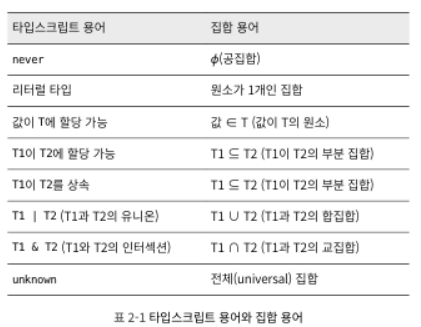 타입스크립트 용어 집합 용어
never ϕ(공집합)
리터럴 타입 원소가 1개인 집합
값이 T에 할당 가능 값 ∈ T (값이 T의 원소)
T1이 T2에 할당 가능 T1 ⊆ T2 (T1이 T2의 부분 집합)
T1이 T2를 상속 T1 ⊆ T2 (T1이 T2의 부분 집합)
T1 | T2 (T1과 T2의 유니온) T1 ∪ T2 (T1과 T2의 합집합)
T1 & T2 (T1와 T2의 인터섹션) T1 ∩ T2 (T1과 T2의 교집합)
unknown 전체(universal) 집합
표 2-1 타입스크립트 용어와 집합 용어